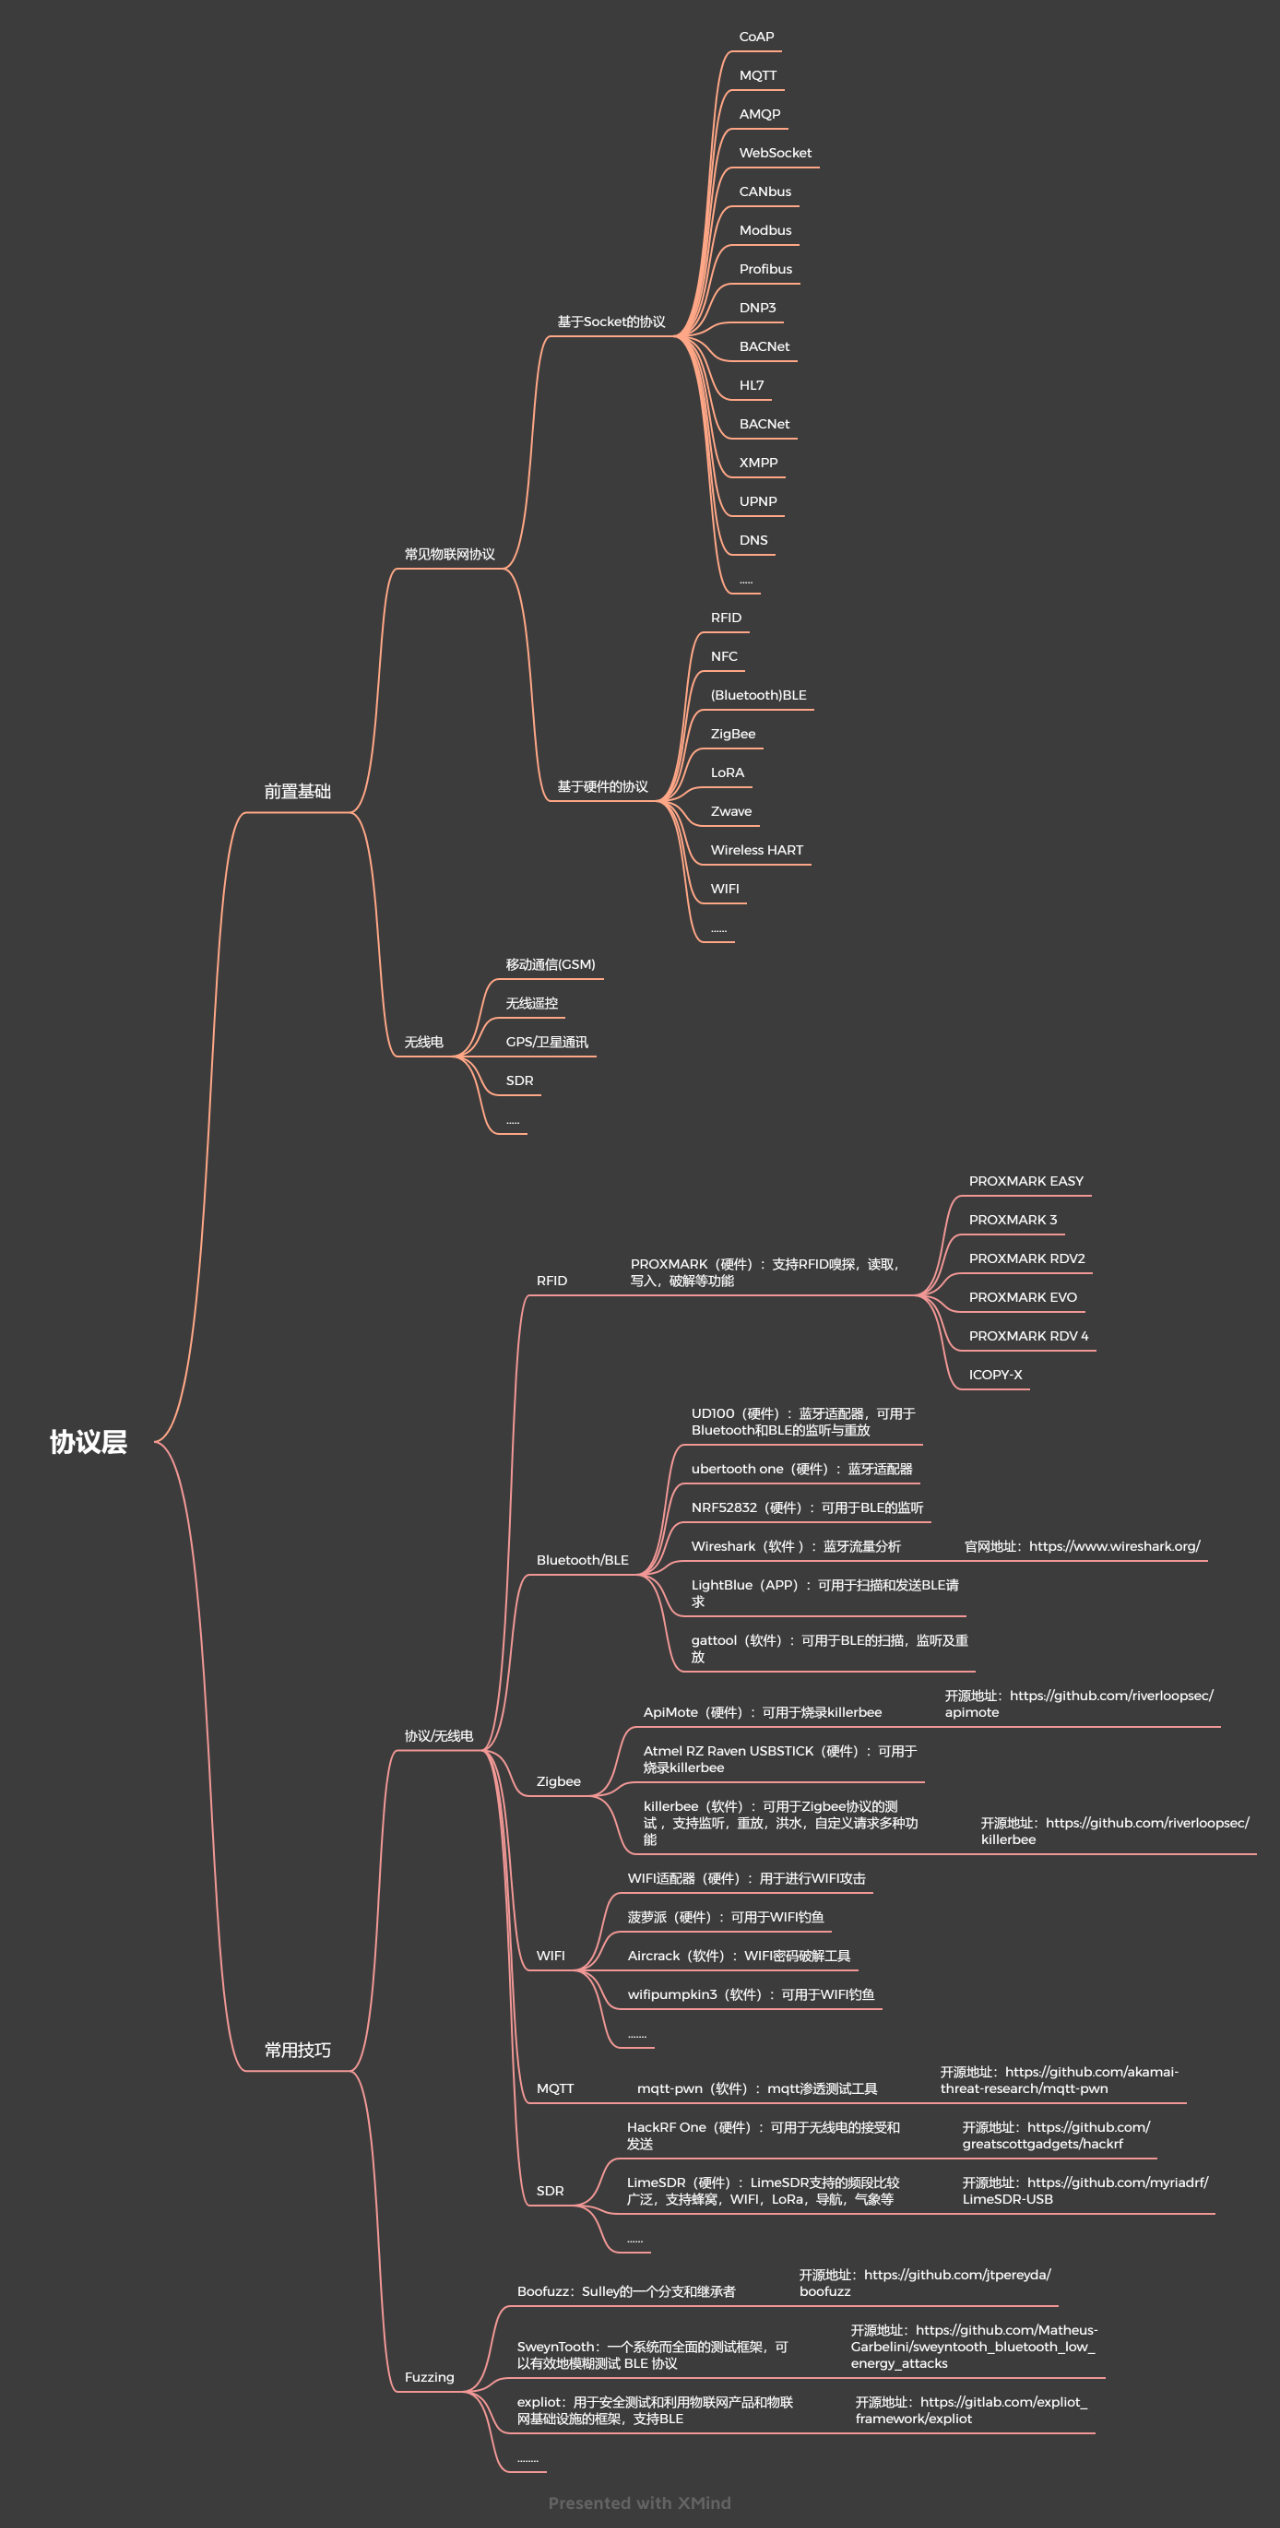 协议层
前置基础
常见物联网协议
基于Socket的协议
CoAP
MQTT
AMQP
WebSocket
CANbus
Modbus
Profibus
DNP3
BACNet
HL7
BACNet
XMPP
UPNP
DNS
.....
基于硬件的协议
RFID
NFC
(Bluetooth)BLE
ZigBee
LoRA
Zwave
Wireless HART
WIFI
......
无线电
移动通信(GSM)
无线遥控
GPS/卫星通讯
SDR
.....
常用技巧
协议/无线电
RFID
PROXMARK（硬件）：支持RFID嗅探，读取，
写入，破解等功能
PROXMARK EASY
PROXMARK 3
PROXMARK RDV2
PROXMARK EVO
PROXMARK RDV 4
ICOPY-X
Bluetooth/BLE
UD100（硬件）：蓝牙适配器，可用于
Bluetooth和BLE的监听与重放
ubertooth one（硬件）：蓝牙适配器
NRF52832（硬件）：可用于BLE的监听
Wireshark（软件 ）：蓝牙流量分析
官网地址：https://www.wireshark.org/
LightBlue（APP）：可用于扫描和发送BLE请
求
gattool（软件）：可用于BLE的扫描，监听及重
放
Zigbee
ApiMote（硬件）：可用于烧录killerbee
开源地址：https://github.com/riverloopsec/
apimote
Atmel RZ Raven USBSTICK（硬件）：可用于
烧录killerbee
killerbee（软件）：可用于Zigbee协议的测
试 ，支持监听，重放，洪水，自定义请求多种功
能
开源地址：https://github.com/riverloopsec/
killerbee
WIFI
WIFI适配器（硬件）：用于进行WIFI攻击
菠萝派（硬件）：可用于WIFI钓鱼
Aircrack（软件）：WIFI密码破解工具
wifipumpkin3（软件）：可用于WIFI钓鱼
.......
MQTT
mqtt-pwn（软件）：mqtt渗透测试工具
开源地址：https://github.com/akamai-
threat-research/mqtt-pwn
SDR
HackRF One（硬件）：可用于无线电的接受和
发送
开源地址：https://github.com/
greatscottgadgets/hackrf
LimeSDR（硬件）：LimeSDR支持的频段比较
广泛，支持蜂窝，WIFI，LoRa，导航，气象等
开源地址：https://github.com/myriadrf/
LimeSDR-USB
......
Fuzzing
Boofuzz：Sulley的一个分支和继承者
开源地址：https://github.com/jtpereyda/
boofuzz
SweynTooth：一个系统而全面的测试框架，可
以有效地模糊测试 BLE 协议
开源地址：https://github.com/Matheus-
Garbelini/sweyntooth_bluetooth_low_
energy_attacks
expliot：用于安全测试和利用物联网产品和物联
网基础设施的框架，支持BLE
开源地址：https://gitlab.com/expliot_
framework/expliot
........
Presented with XMind